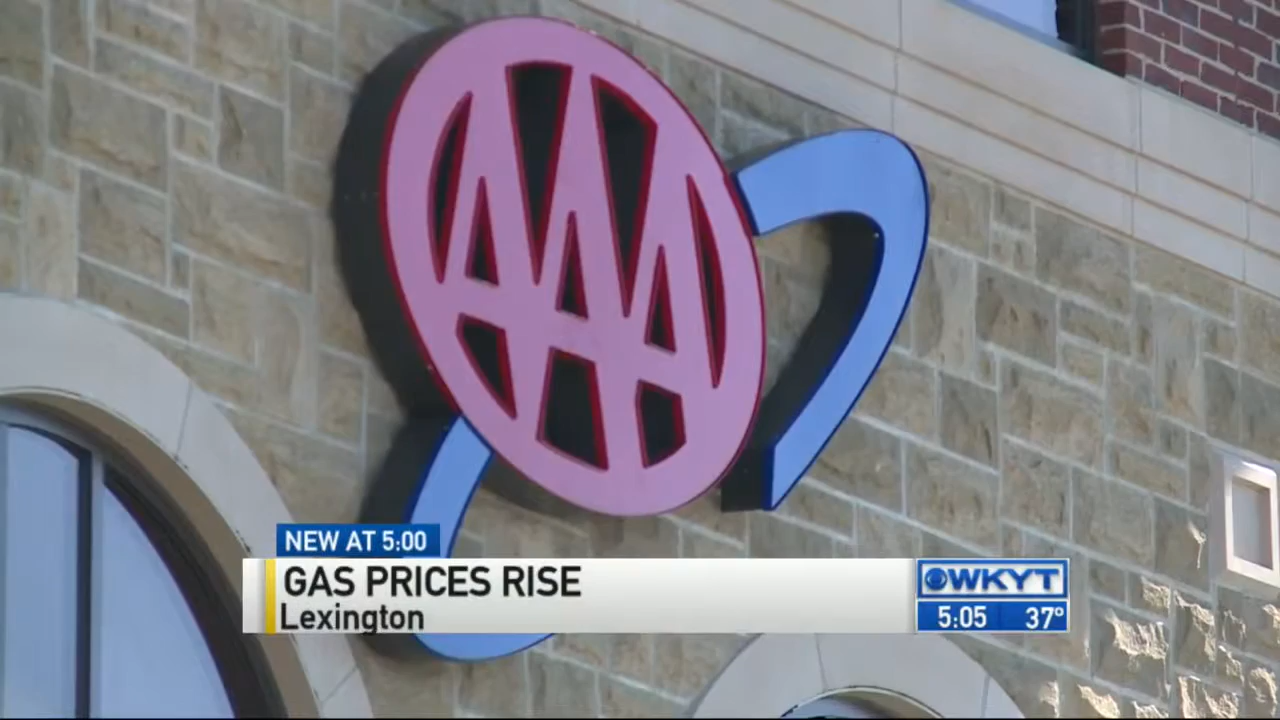 AAA
NEW AT 5:00
GAS PRICES RISE
Lexington
WKYT
5:05 37°